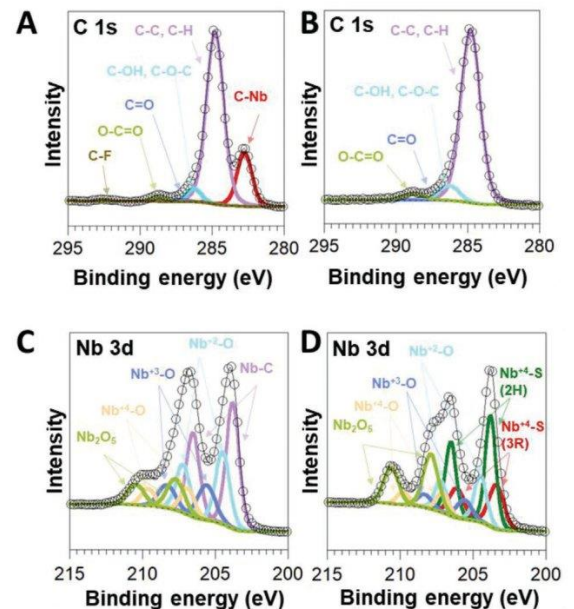 A
C 1s
C-C, C-H
C-OH, C-O-C
C=O
O-C=O
C-F
C-Nb
Intensity
295 290 285 280
Binding energy (eV)
B
C 1s
C-C, C-H
C-OH, C-O-C
C=O
O-C=O
Intensity
295 290 285 280
Binding energy (eV)
C
Nb 3d
Nb⁺²-O
Nb⁺³-O
Nb⁺⁴-O
Nb₂O₅
Nb-C
Intensity
215 210 205 200
Binding energy (eV)
D
Nb 3d
Nb⁺²-O
Nb⁺³-O
Nb⁺⁴-O
Nb₂O₅
Nb⁺⁴-S
(2H)
Nb⁺⁴-S
(3R)
Intensity
215 210 205 200
Binding energy (eV)